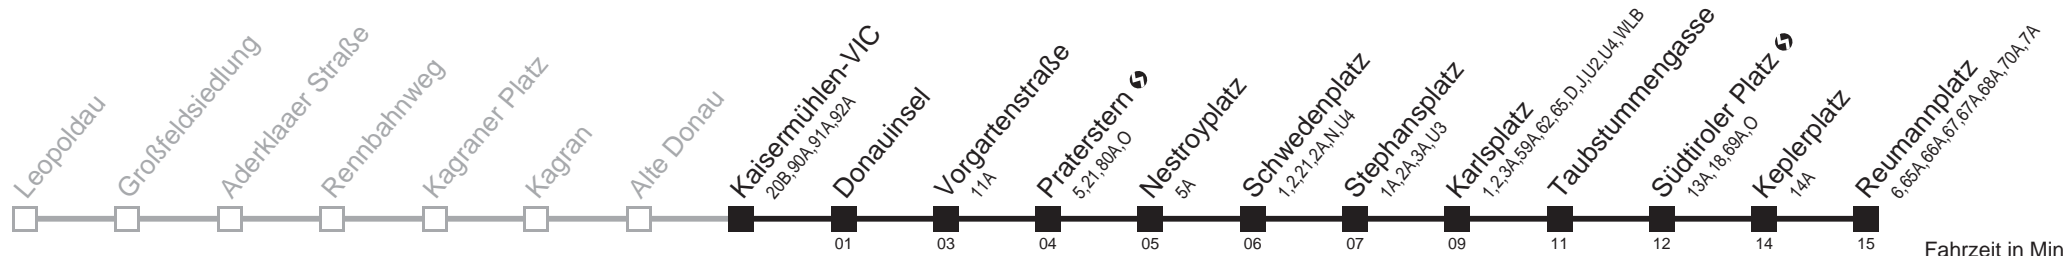 Leopoldau
Großfeldsiedlung
Aderklaaer Straße
Rennbahnweg
Kagraner Platz
Kagran
Alte Donau
Kaisermühlen-VIC
20B,90A,91A,92A
Donauinsel
01
Vorgartenstraße
11A
03
Praterstern
5,21,80A,O
04
Nestroyplatz
5A
05
Schwedenplatz
1,2,21,2A,N,U4
06
Stephansplatz
1A,2A,3A,U3
07
Karlsplatz
1,2,3A,59A,62,65,D,J,U2,U4,WLB
09
Taubstummengasse
11
Südtiroler Platz
13A,18,69A,O
12
Keplerplatz
14A
14
Reumannplatz
6,65A,66A,67,67A,68A,70A,7A
15
Fahrzeit in Min